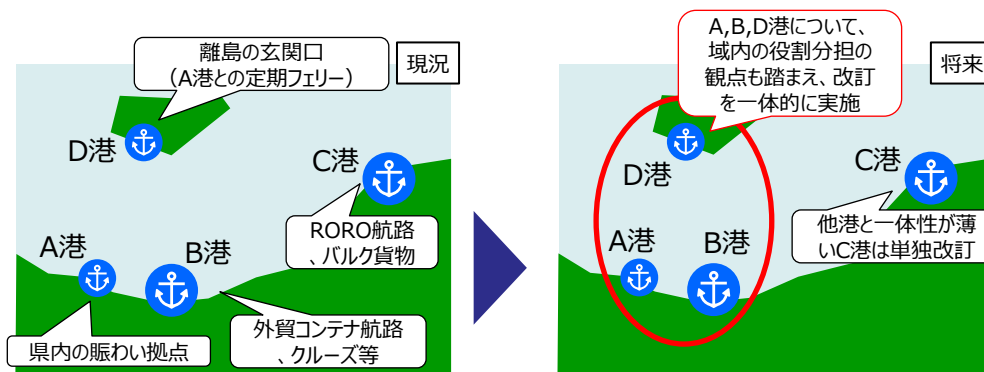 離島の玄関口
（A港との定期フェリー）
現況
D港
C港
RORO航路
、バルク貨物
A港
B港
外貿コンテナ航路
、クルーズ等
県内の賑わい拠点
A,B,D港について、
域内の役割分担の
観点も踏まえ、改訂
を一体的に実施
将来
D港
C港
他港と一体性が薄
いC港は単独改訂
A港
B港